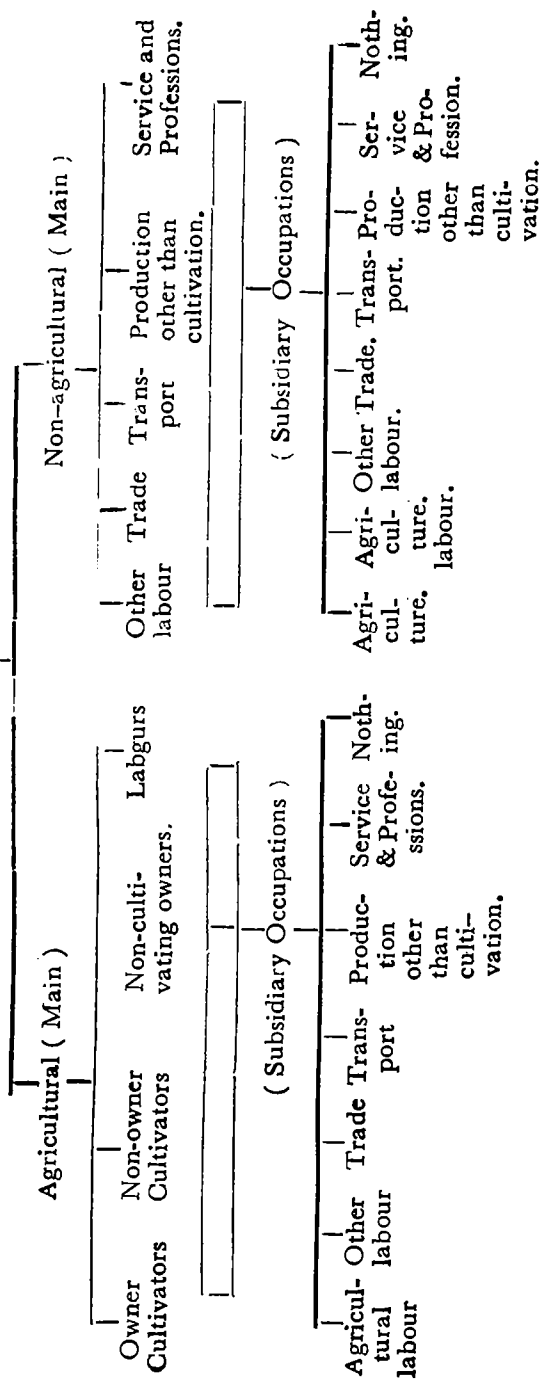 Agricultural ( Main )
Non-agricultural ( Main )
Owner
Cultivators
Non-owner
Cultivators
Non-culti-
vating owners.
Labgurs
Other
labour
Trade
Trans-
port
Production
other than
cultivation.
Service and
Professions.
( Subsidiary Occupations )
( Subsidiary Occupations )
Agricul-
tural
labour
Other
labour
Trade
Trans-
port
Produc-
tion
other
than
culti-
vation.
Service
& Profe-
ssions.
Noth-
ing.
Agri-
cul-
ture.
Agri-
cul-
ture.
labour.
Other
labour.
Trade.
Trans-
port.
Pro-
duc-
tion
other
than
culti-
vation.
Ser-
vice
& Pro-
fession.
Noth-
ing.